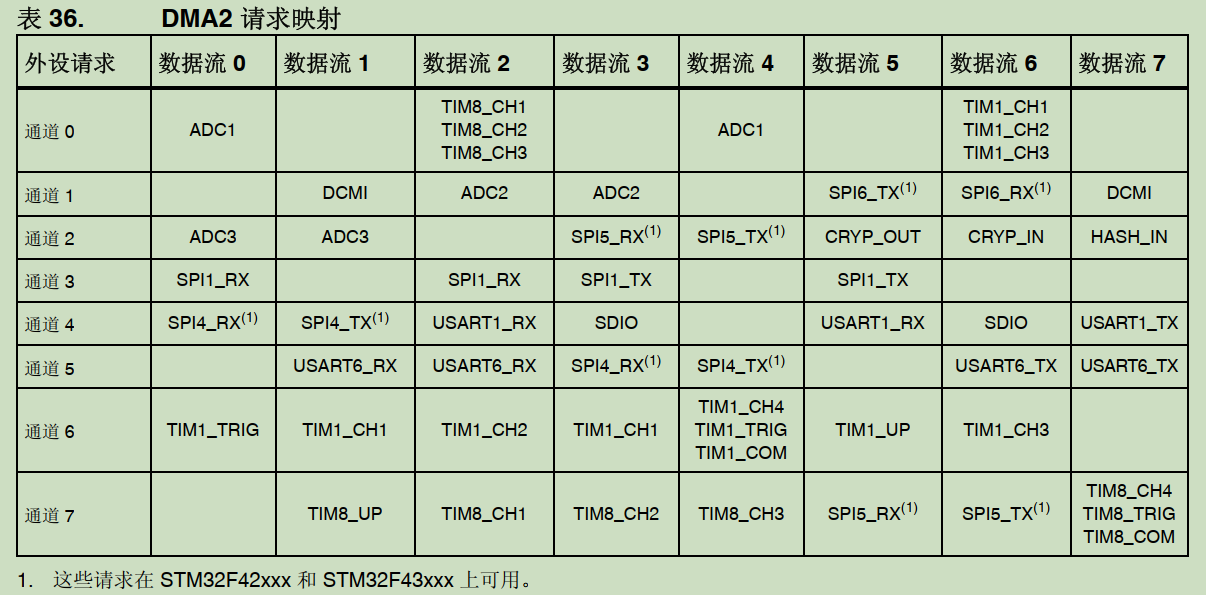 表 36. DMA2 请求映射
外设请求 数据流 0 数据流 1 数据流 2 数据流 3 数据流 4 数据流 5 数据流 6 数据流 7
TIM8_CH1 TIM1_CH1
通道 0 ADC1 TIM8_CH2 ADC1 TIM1_CH2
TIM8_CH3 TIM1_CH3
通道 1 DCMI ADC2 ADC2 SPI6_TX(1) SPI6_RX(1) DCMI
通道 2 ADC3 ADC3 SPI5_RX(1) SPI5_TX(1) CRYP_OUT CRYP_IN HASH_IN
通道 3 SPI1_RX SPI1_RX SPI1_TX SPI1_TX
通道 4 SPI4_RX(1) SPI4_TX(1) USART1_RX SDIO USART1_RX SDIO USART1_TX
通道 5 USART6_RX USART6_RX SPI4_RX(1) SPI4_TX(1) USART6_TX USART6_TX
TIM1_CH4
通道 6 TIM1_TRIG TIM1_CH1 TIM1_CH2 TIM1_CH1 TIM1_TRIG TIM1_UP TIM1_CH3
TIM1_COM
TIM8_CH4
通道 7 TIM8_UP TIM8_CH1 TIM8_CH2 TIM8_CH3 SPI5_RX(1) SPI5_TX(1) TIM8_TRIG
TIM8_COM
1. 这些请求在 STM32F42xxx 和 STM32F43xxx 上可用。